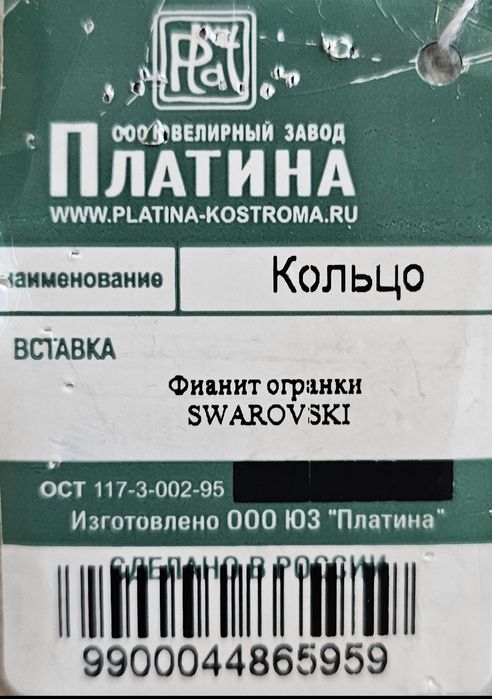 Plat
ООО ЮВЕЛИРНЫЙ ЗАВОД
ПЛАТИНА
WWW.PLATINA-KOSTROMA.RU
наименование
Кольцо
ВСТАВКА
Фианит огранки
SWAROVSKI
ОСТ 117-3-002-95
Изготовлено ООО ЮЗ "Платина"
СДЕЛАНО В РОССИИ
9900044865959